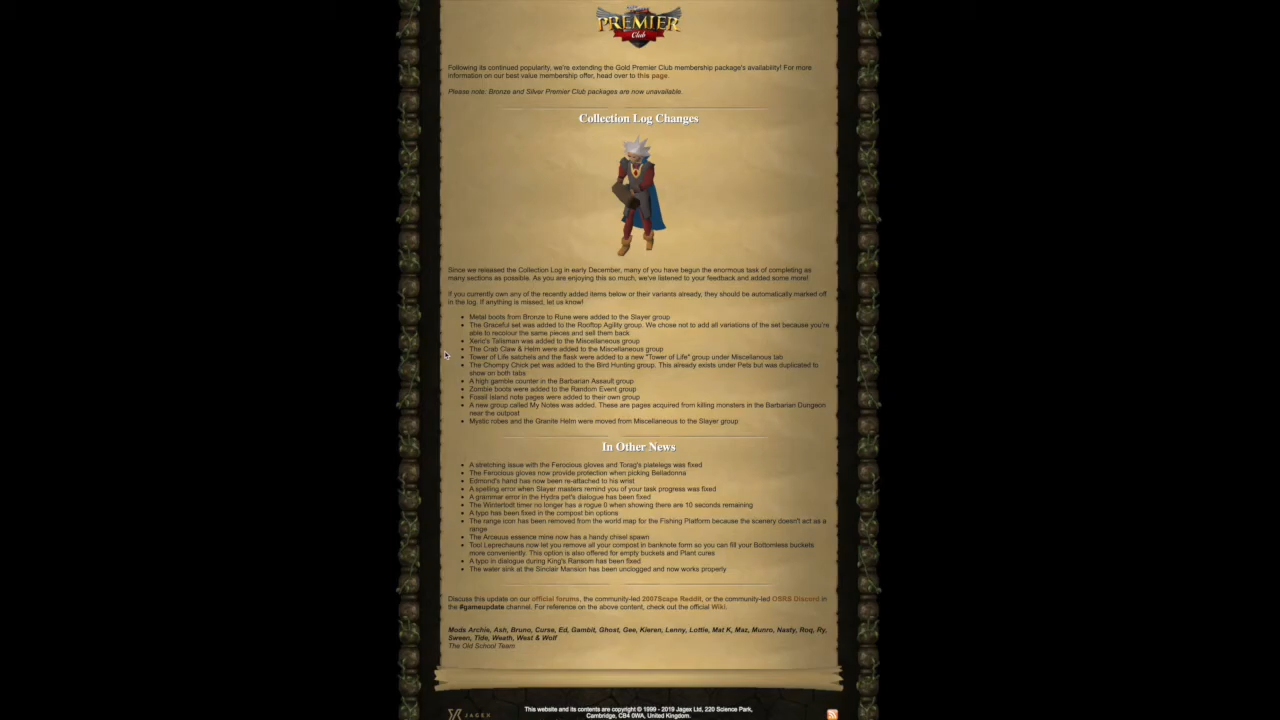 PREMIER
Club
Following its continued popularity, we're extending the Gold Premier Club membership package's availability! For more
information on our best value membership offer, head over to this page.
Please note: Bronze and Silver Premier Club packages are now unavailable.
Collection Log Changes
Since we released the Collection Log in early December, many of you have begun the enormous task of completing as
many sections as possible. As you are enjoying this so much, we've listened to your feedback and added some more!
If you currently own any of the recently added items below or their variants already, they should be automatically marked off
in the log. If anything is missed, let us know!
Metal boots from Bronze to Rune were added to the Slayer group
The Graceful set was added to the Rooftop Agility group. We chose not to add all variations of the set because you're
able to recolour the same pieces and sell them back.
Xeric's Talisman was added to the Miscellaneous group
The Crab Claw & Helm were added to the Miscellaneous group
Tower of Life satchels and the flask were added to a new "Tower of Life" group under Miscellanous tab
The Chompy Chick pet was added to the Bird Hunting group. This already exists under Pets but was duplicated to
show on both tabs
A high gamble counter in the Barbarian Assault group
Zombie boots were added to the Random Event group
Fossil Island note pages were added to their own group
A new group called My Notes was added. These are pages acquired from killing monsters in the Barbarian Dungeon
near the outpost
Mystic robes and the Granite Helm were moved from Miscellaneous to the Slayer group
In Other News
A stretching issue with the Ferocious gloves and Torag's platelegs was fixed
The Ferocious gloves now provide protection when picking Belladonna
Edmond's hand has now been re-attached to his wrist
A spelling error when Slayer masters remind you of your task progress was fixed
A grammar error in the Hydra pet's dialogue has been fixed
The Wintertodt timer no longer has a rogue 0 when showing there are 10 seconds remaining
A typo has been fixed in the compost bin options
The range icon has been removed from the world map for the Fishing Platform because the scenery doesn't act as a
range
The Arceuus essence mine now has a handy chisel spawn
Tool Leprechauns now let you remove all your compost in banknote form so you can fill your Bottomless buckets
more conveniently. This option is also offered for empty buckets and Plant cures
A typo in dialogue during King's Ransom has been fixed
The water sink at the Sinclair Mansion has been unclogged and now works properly
Discuss this update on our official forums, the community-led 2007Scape Reddit, or the community-led OSRS Discord in
the #gameupdate channel. For reference on the above content, check out the official Wiki.
Mods Archie, Ash, Bruno, Curse, Ed, Gambit, Ghost, Gee, Kieren, Lenny, Lottie, Mat K, Maz, Munro, Nasty, Roq, Ry,
Sween, Tide, Weath, West & Wolf
The Old School Team
JAGEX
This website and its contents are copyright © 1999 - 2019 Jagex Ltd, 220 Science Park,
Cambridge, CB4 0WA, United Kingdom.